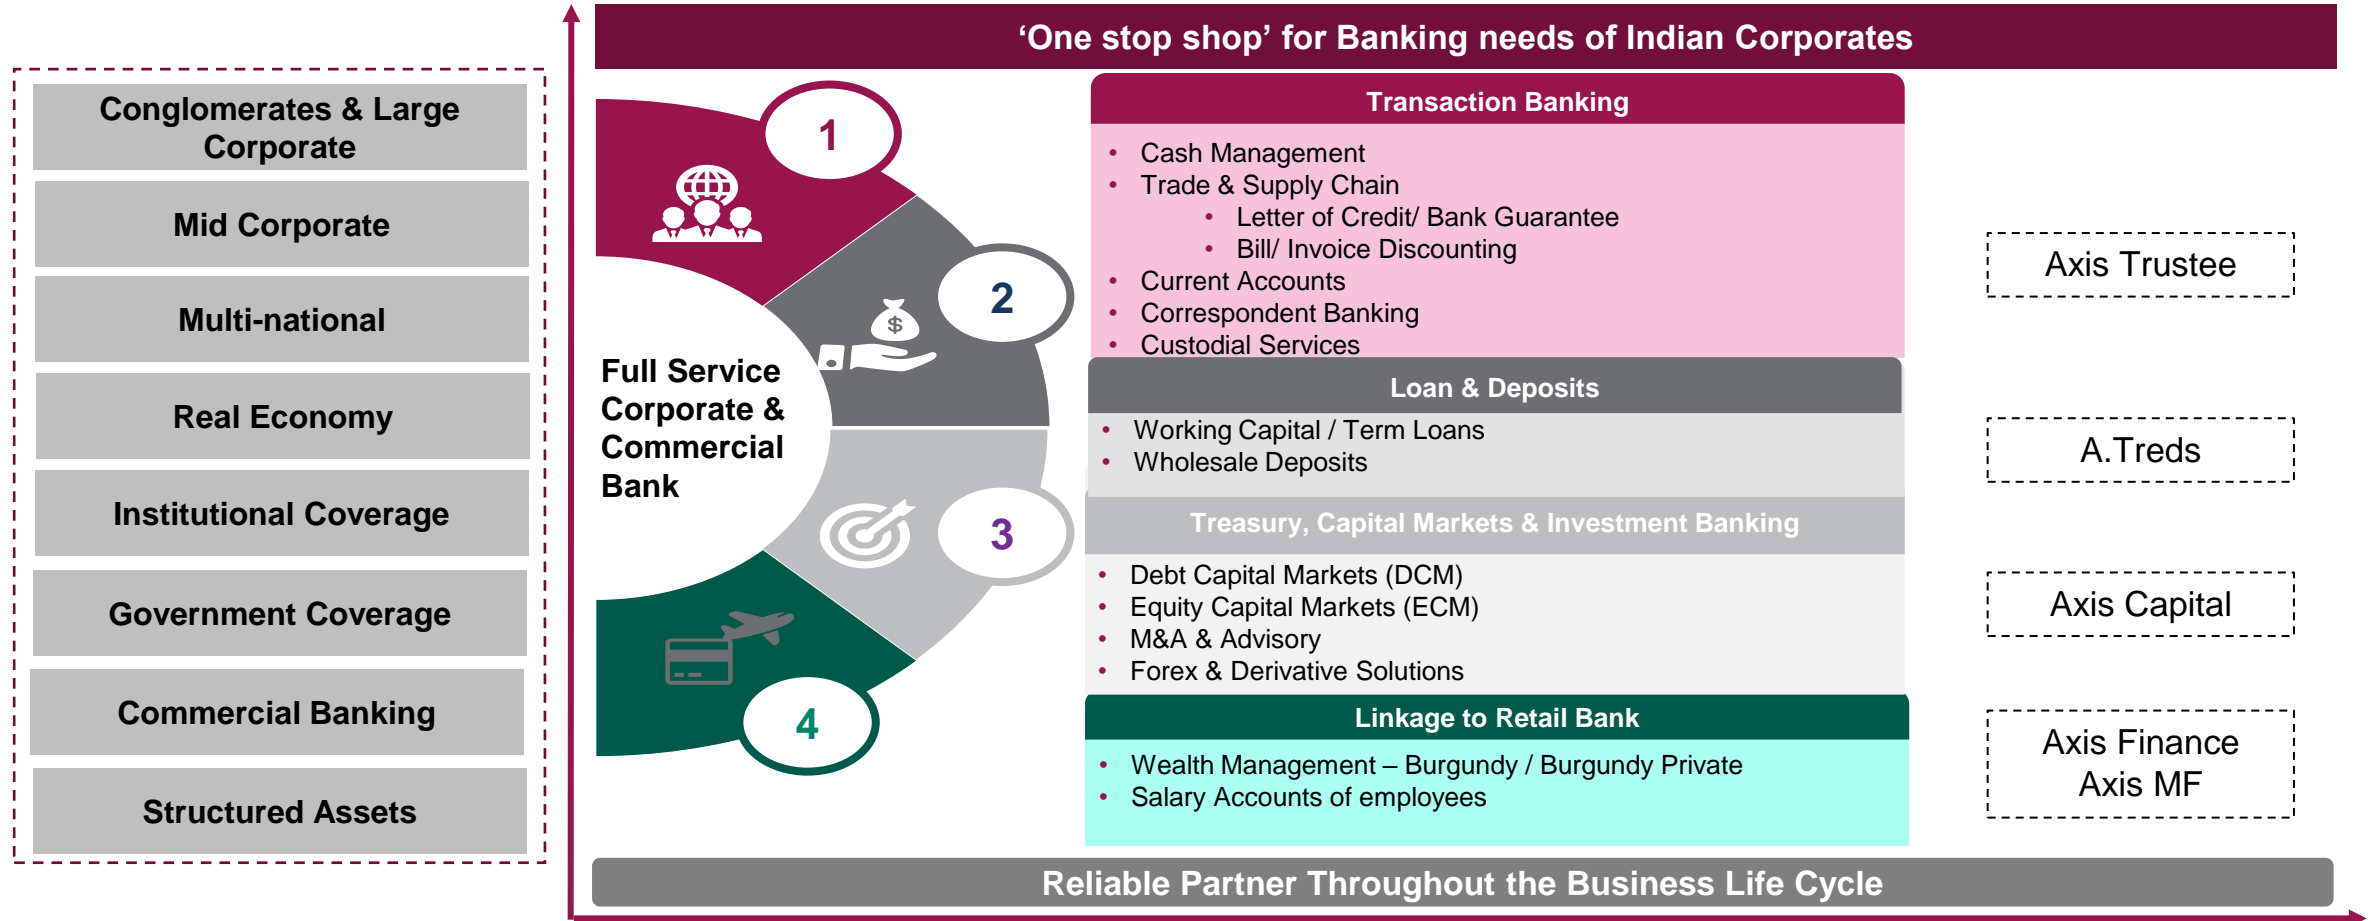 ‘One stop shop’ for Banking needs of Indian Corporates
Conglomerates & Large
Corporate
Mid Corporate
Multi-national
Real Economy
Institutional Coverage
Government Coverage
Commercial Banking
Structured Assets
Full Service
Corporate &
Commercial
Bank
1
2
$
3
4
Transaction Banking
• Cash Management
• Trade & Supply Chain
• Letter of Credit/ Bank Guarantee
• Bill/ Invoice Discounting
• Current Accounts
• Correspondent Banking
• Custodial Services
Loan & Deposits
• Working Capital / Term Loans
• Wholesale Deposits
Treasury, Capital Markets & Investment Banking
• Debt Capital Markets (DCM)
• Equity Capital Markets (ECM)
• M&A & Advisory
• Forex & Derivative Solutions
Linkage to Retail Bank
• Wealth Management – Burgundy / Burgundy Private
• Salary Accounts of employees
Axis Trustee
A.Treds
Axis Capital
Axis Finance
Axis MF
Reliable Partner Throughout the Business Life Cycle